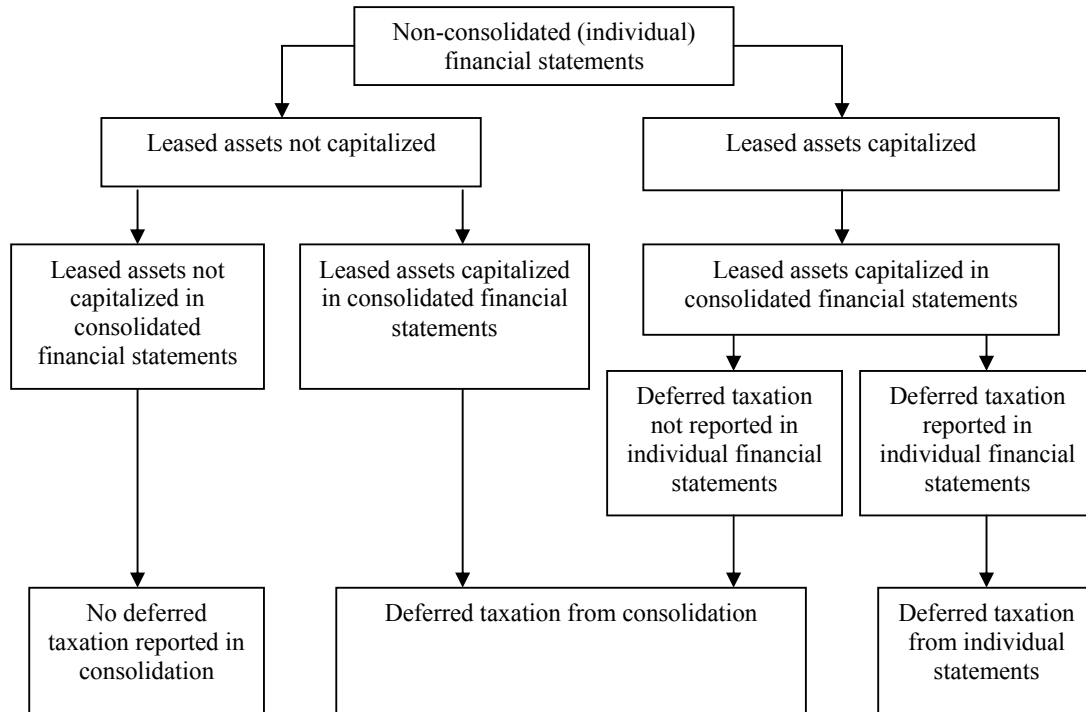 Non-consolidated (individual)
financial statements
Leased assets not capitalized
Leased assets capitalized
Leased assets not
capitalized in
consolidated
financial statements
Leased assets capitalized
in consolidated financial
statements
Leased assets capitalized in
consolidated financial statements
Deferred taxation
not reported in
individual financial
statements
Deferred taxation
reported in
individual financial
statements
No deferred
taxation reported in
consolidation
Deferred taxation from consolidation
Deferred taxation
from individual
statements